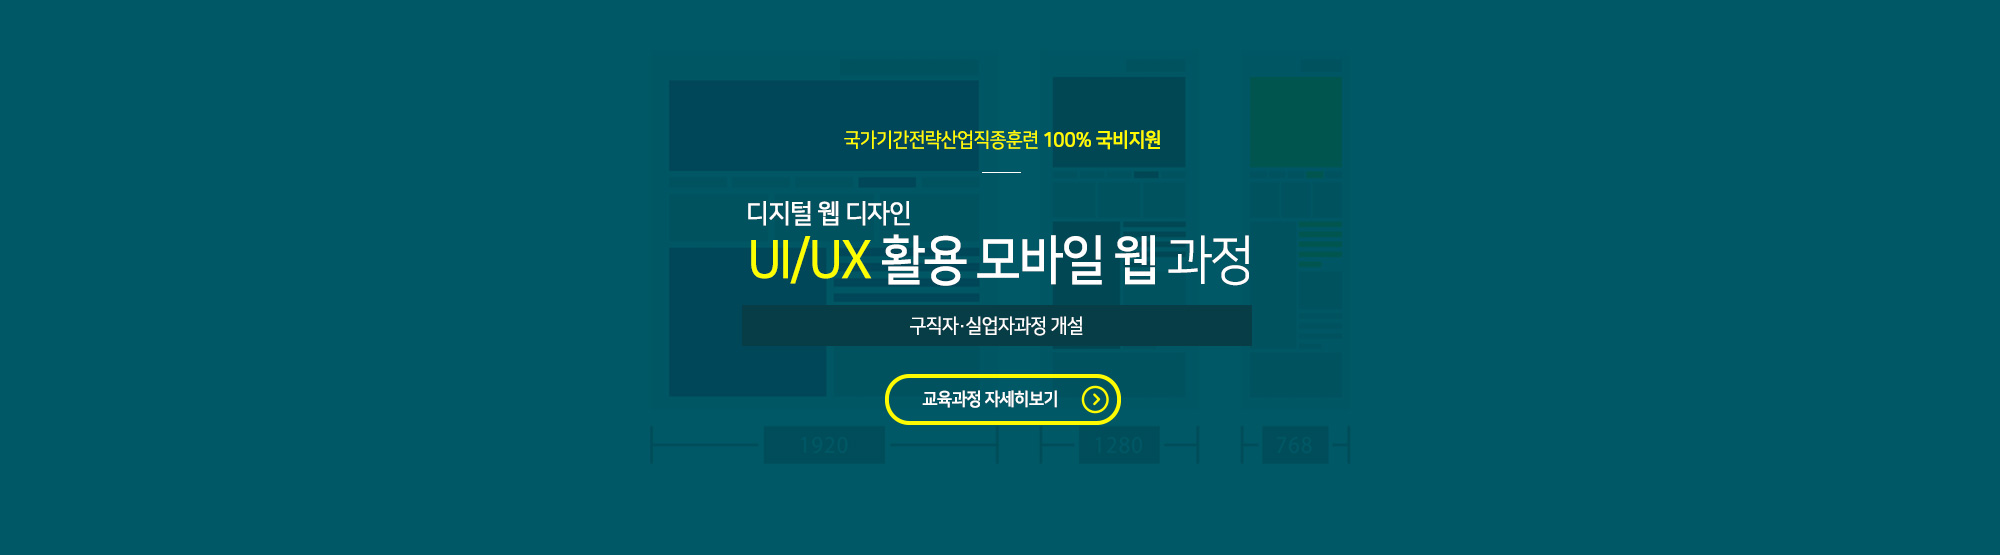 국가기간전략산업직종훈련 100% 국비지원
디지털 웹 디자인
UI/UX 활용 모바일 웹 과정
구직자·실업자과정 개설
교육과정 자세히보기
1920
1280
768